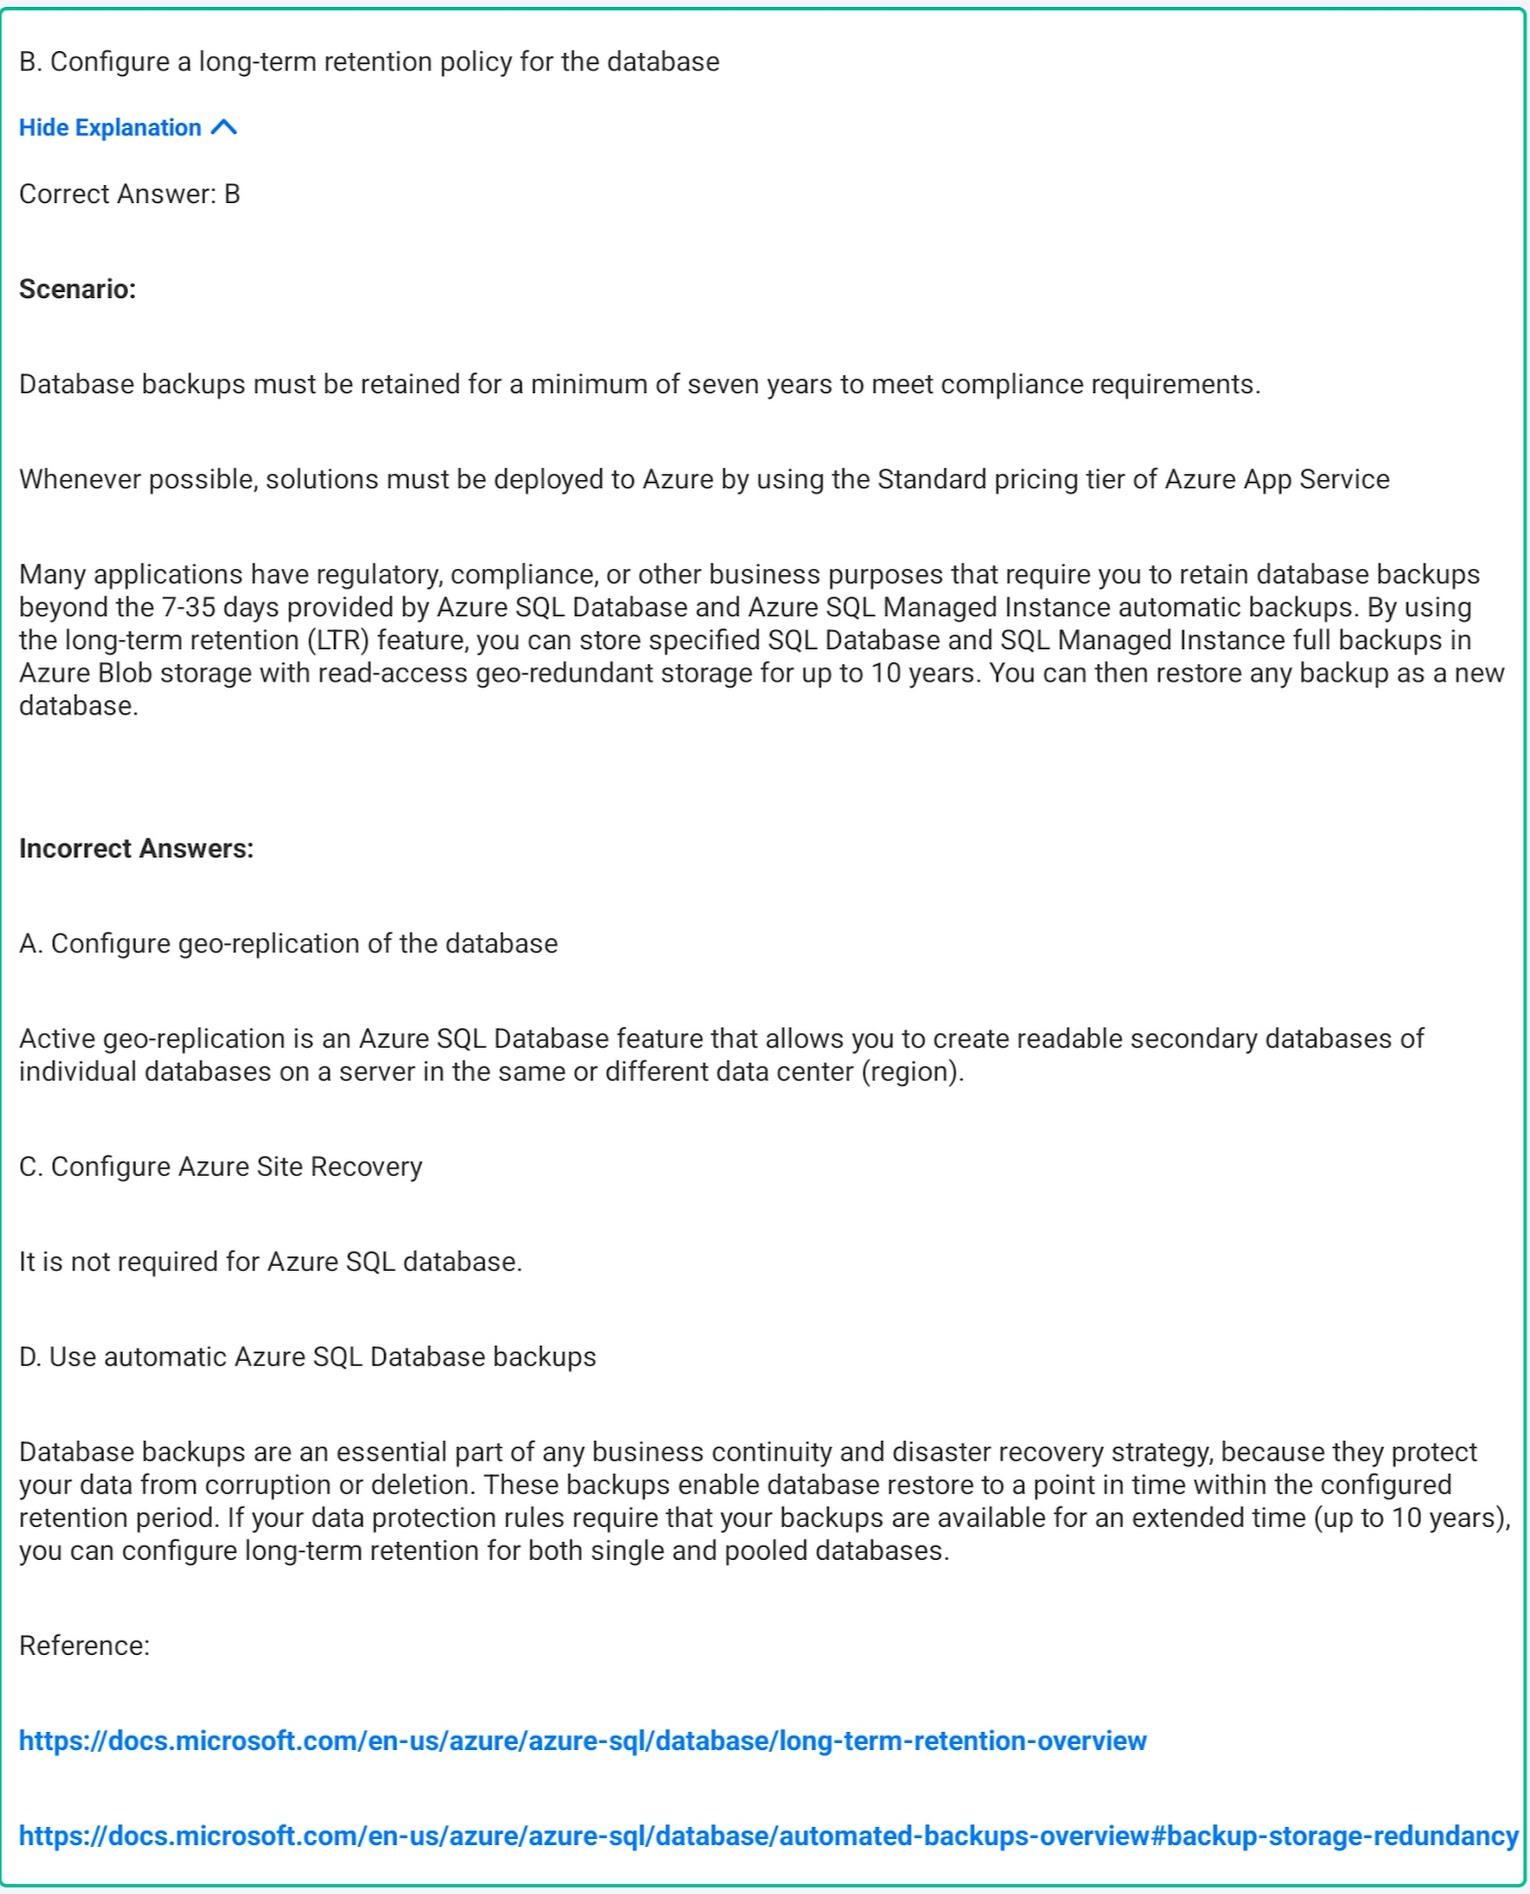 B. Configure a long-term retention policy for the database
Hide Explanation
Correct Answer: B
Scenario:
Database backups must be retained for a minimum of seven years to meet compliance requirements.
Whenever possible, solutions must be deployed to Azure by using the Standard pricing tier of Azure App Service
Many applications have regulatory, compliance, or other business purposes that require you to retain database backups
beyond the 7-35 days provided by Azure SQL Database and Azure SQL Managed Instance automatic backups. By using
the long-term retention (LTR) feature, you can store specified SQL Database and SQL Managed Instance full backups in
Azure Blob storage with read-access geo-redundant storage for up to 10 years. You can then restore any backup as a new
database.
Incorrect Answers:
A. Configure geo-replication of the database
Active geo-replication is an Azure SQL Database feature that allows you to create readable secondary databases of
individual databases on a server in the same or different data center (region).
C. Configure Azure Site Recovery
It is not required for Azure SQL database.
D. Use automatic Azure SQL Database backups
Database backups are an essential part of any business continuity and disaster recovery strategy, because they protect
your data from corruption or deletion. These backups enable database restore to a point in time within the configured
retention period. If your data protection rules require that your backups are available for an extended time (up to 10 years),
you can configure long-term retention for both single and pooled databases.
Reference:
https://docs.microsoft.com/en-us/azure/azure-sql/database/long-term-retention-overview
https://docs.microsoft.com/en-us/azure/azure-sql/database/automated-backups-overview#backup-storage-redundancy